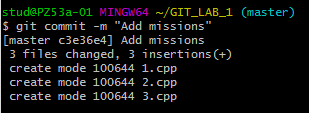 stud@PZ53a-01 MINGW64 ~/GIT_LAB_1 (master)
$ git commit -m "Add missions"
[master c3e36e4] Add missions
 3 files changed, 3 insertions(+)
 create mode 100644 1.cpp
 create mode 100644 2.cpp
 create mode 100644 3.cpp